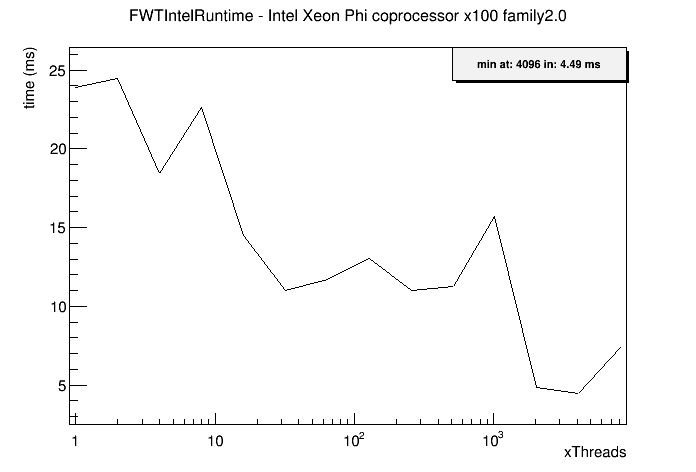 FWTIntelRuntime - Intel Xeon Phi coprocessor x100 family2.0
time (ms)
min at: 4096 in: 4.49 ms
25
20
15
10
5
1 10 10² 10³
xThreads